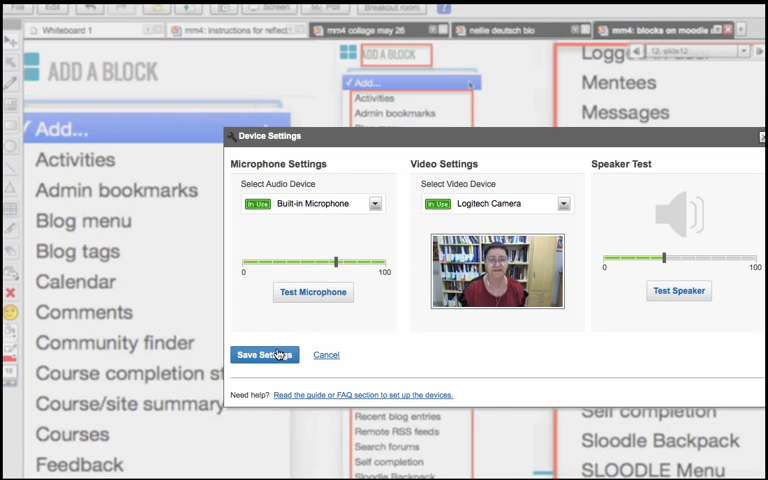 File
Edit
Screen
Poll
Breakout room
Whiteboard 1
mm4: instructions for reflect
mm4 collage may 26
nellie deutsch bio
mm4: blocks on moodle
12. slide12
ADD A BLOCK
Add...
Activities
Admin bookmarks
Blog menu
Blog tags
Calendar
Comments
Community finder
Course completion st
Course/site summary
Courses
Feedback
ADD A BLOCK
Add...
Activities
Admin bookmarks
Mentees
Messages
Device Settings
Microphone Settings
Select Audio Device
In Use Built-in Microphone
0 100
Test Microphone
Video Settings
Select Video Device
In Use Logitech Camera
Speaker Test
0 100
Test Speaker
Save Settings Cancel
Need help? Read the guide or FAQ section to set up the devices.
Recent blog entries
Remote RSS feeds
Search forums
Self completion
Sloodle Backpack
Self completion
Sloodle Backpack
SLOODLE Menu